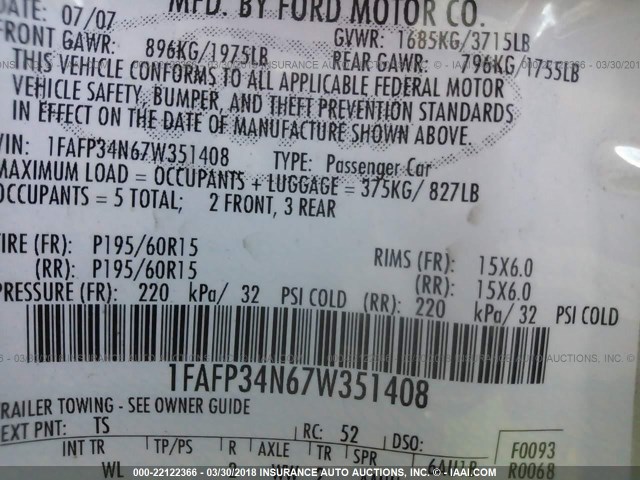 07/07 MFD. BY FORD MOTOR CO.
FRONT GAWR: 896KG/1975LB GVWR: 1685KG/3715LB
REAR GAWR: 796KG/1755LB
THIS VEHICLE CONFORMS TO ALL APPLICABLE FEDERAL MOTOR
VEHICLE SAFETY, BUMPER, AND THEFT PREVENTION STANDARDS
IN EFFECT ON THE DATE OF MANUFACTURE SHOWN ABOVE.
VIN: 1FAFP34N67W351408 TYPE: Passenger Car
MAXIMUM LOAD = OCCUPANTS + LUGGAGE = 375KG/ 827LB
OCCUPANTS = 5 TOTAL; 2 FRONT, 3 REAR
TIRE (FR): P195/60R15 RIMS (FR): 15X6.0
(RR): P195/60R15 (RR): 15X6.0
PRESSURE (FR): 220 kPa/ 32 PSI COLD (RR): 220 kPa/ 32 PSI COLD
1FAFP34N67W351408
TRAILER TOWING - SEE OWNER GUIDE
EXT PNT: TS RC: 52 DSO: F0093
INT TR TP/PS R AXLE TR SPR R0068
WL
000-22122366 - 03/30/2018 INSURANCE AUTO AUCTIONS, INC. - IAAI